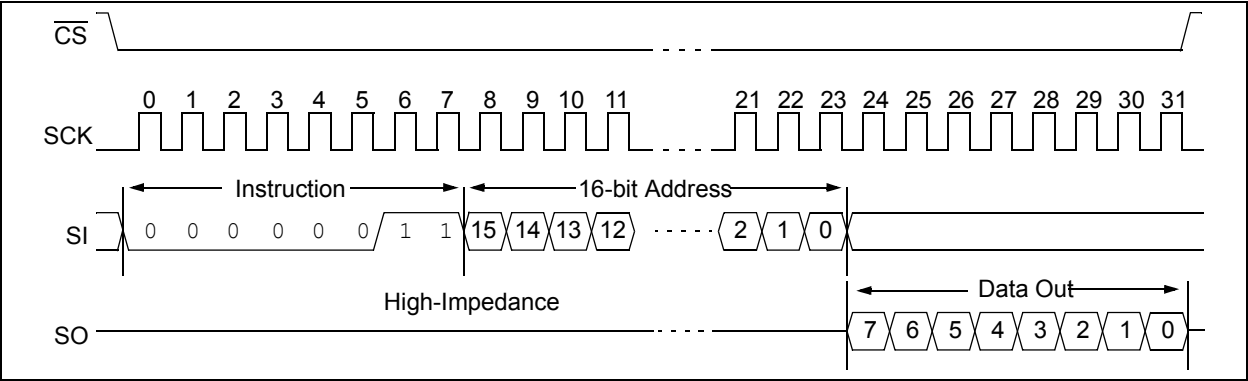 CS
0 1 2 3 4 5 6 7 8 9 10 11 21 22 23 24 25 26 27 28 29 30 31
SCK
Instruction 16-bit Address
SI 0 0 0 0 0 0 1 1 15 14 13 12 2 1 0
High-Impedance Data Out
SO 7 6 5 4 3 2 1 0